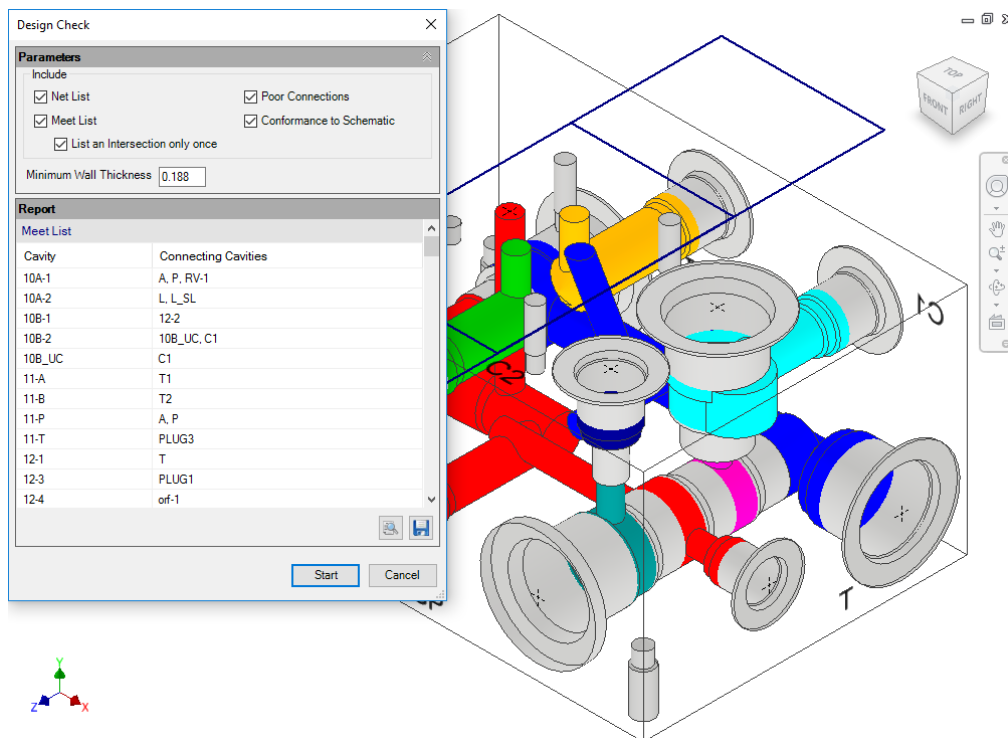 Design Check
Parameters
Include
Net List
Poor Connections
Meet List
Conformance to Schematic
List an Intersection only once
Minimum Wall Thickness 0.188
Report
Meet List
Cavity Connecting Cavities
10A-1 A, P, RV-1
10A-2 L, L_SL
10B-1 12-2
10B-2 10B_UC, C1
10B_UC C1
11-A T1
11-B T2
11-P A, P
11-T PLUG3
12-1 T
12-3 PLUG1
12-4 orf-1
Start Cancel
TOP
FRONT RIGHT
C1
C2
T
Y
Z X